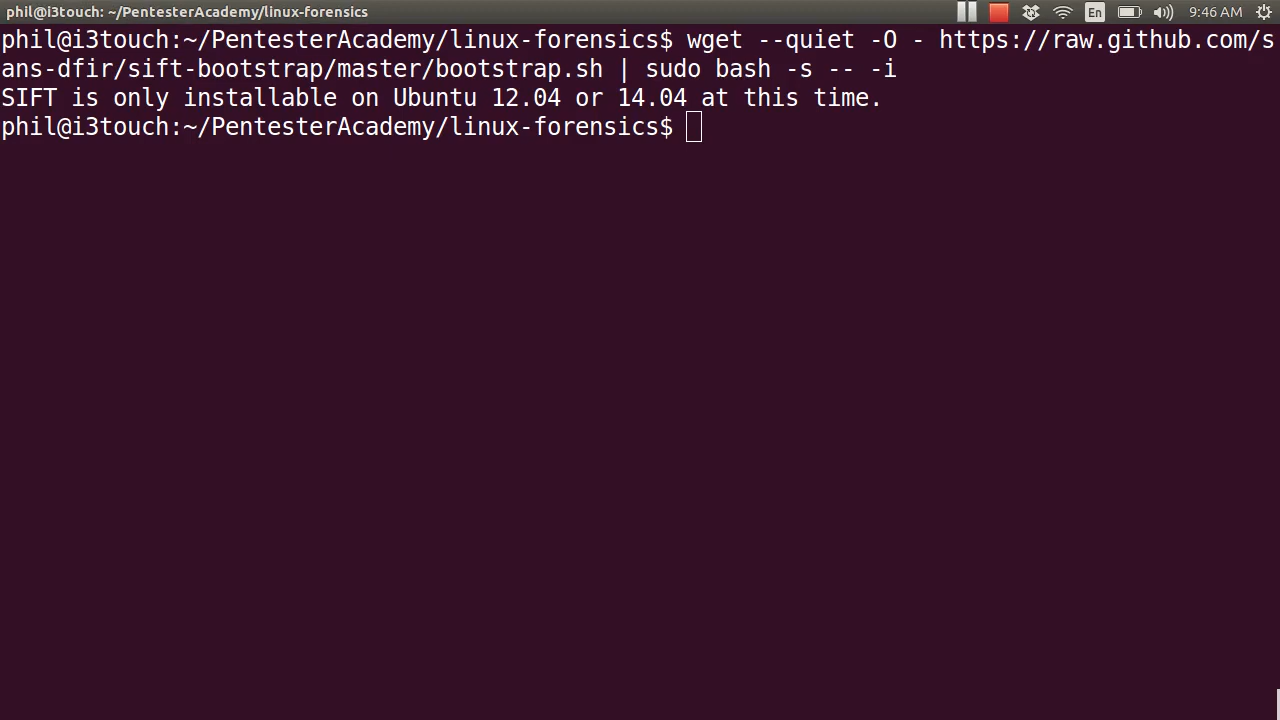 phil@i3touch: ~/PentesterAcademy/linux-forensics
En
9:46 AM
phil@i3touch:~/PentesterAcademy/linux-forensics$ wget --quiet -O - https://raw.github.com/s
ans-dfir/sift-bootstrap/master/bootstrap.sh | sudo bash -s -- -i
SIFT is only installable on Ubuntu 12.04 or 14.04 at this time.
phil@i3touch:~/PentesterAcademy/linux-forensics$